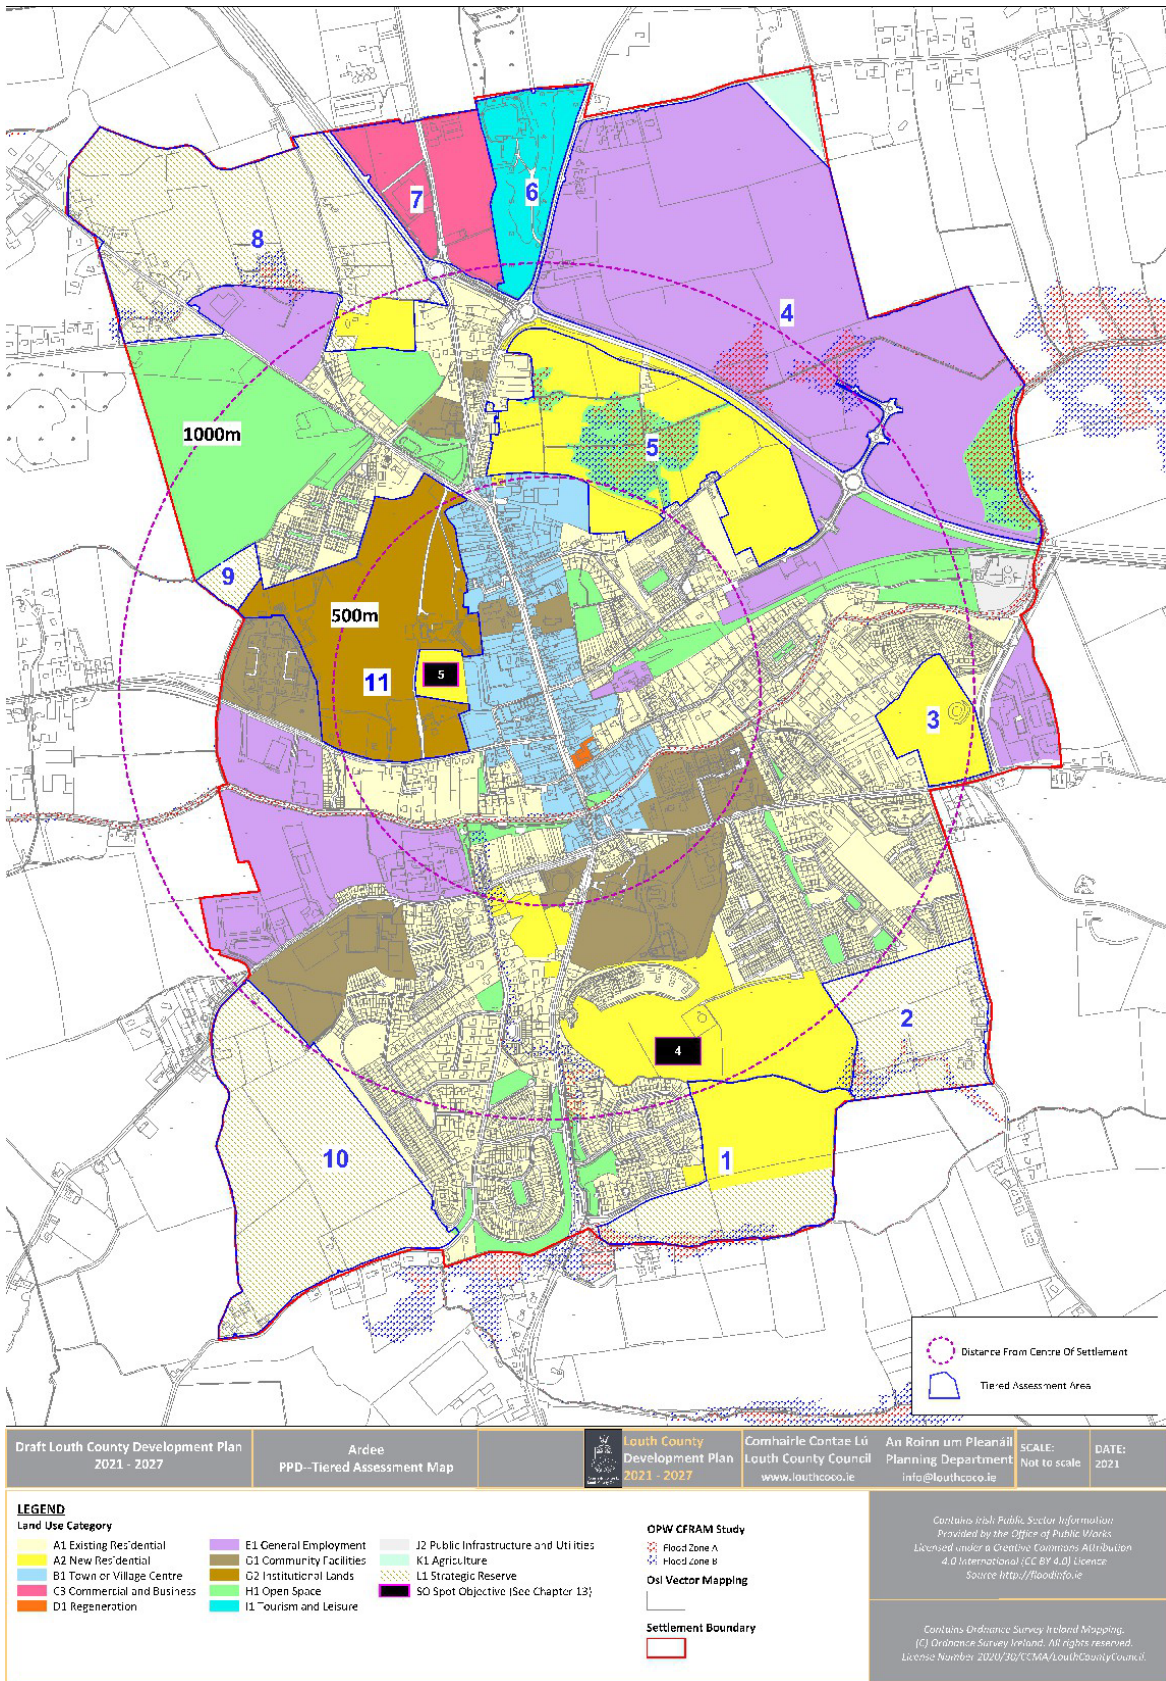 7
6
8
4
1000m
5
9
500m
11
5
3
2
4
10
1
Distance From Centre Of Settlement
Tiered Assessment Area
Draft Louth County Development Plan
2021 - 2027
Ardee
PPD--Tiered Assessment Map
Louth County
Development Plan
2021 - 2027
Comhairle Contae Lú
Louth County Council
www.louthcoco.ie
An Roinn um Pleanáil
Planning Department
info@louthcoco.ie
SCALE:
Not to scale
DATE:
2021
LEGEND
Land Use Category
A1 Existing Residential
A2 New Residential
B1 Town or Village Centre
C3 Commercial and Business
D1 Regeneration
E1 General Employment
G1 Community Facilities
G2 Institutional Lands
H1 Open Space
I1 Tourism and Leisure
J2 Public Infrastructure and Utilities
K1 Agriculture
L1 Strategic Reserve
SO Spot Objective (See Chapter 13)
OPW CFRAM Study
Flood Zone A
Flood Zone B
Osi Vector Mapping
Settlement Boundary
Contains Irish Public Sector Information
Provided by the Office of Public Works
Licensed under a Creative Commons Attribution
4.0 International (CC BY 4.0) Licence
Source http://floodinfo.ie
Contains Ordnance Survey Ireland Mapping.
(C) Ordnance Survey Ireland. All rights reserved.
License Number 2020/30/CCMA/LouthCountyCouncil.